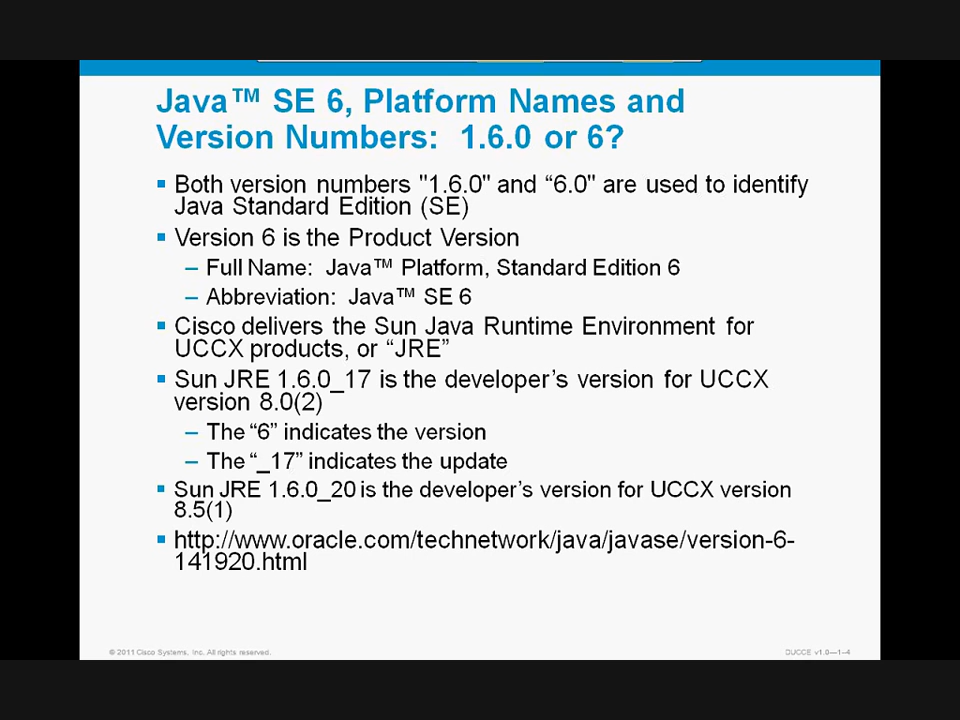 Java™ SE 6, Platform Names and
Version Numbers:  1.6.0 or 6?
▪ Both version numbers "1.6.0" and “6.0" are used to identify
Java Standard Edition (SE)
▪ Version 6 is the Product Version
– Full Name:  Java™ Platform, Standard Edition 6
– Abbreviation:  Java™ SE 6
▪ Cisco delivers the Sun Java Runtime Environment for
UCCX products, or “JRE”
▪ Sun JRE 1.6.0_17 is the developer’s version for UCCX
version 8.0(2)
– The “6” indicates the version
– The “_17” indicates the update
▪ Sun JRE 1.6.0_20 is the developer’s version for UCCX version
8.5(1)
▪ http://www.oracle.com/technetwork/java/javase/version-6-
141920.html
© 2011 Cisco Systems, Inc. All rights reserved.
DUCCE v1.0—1–4